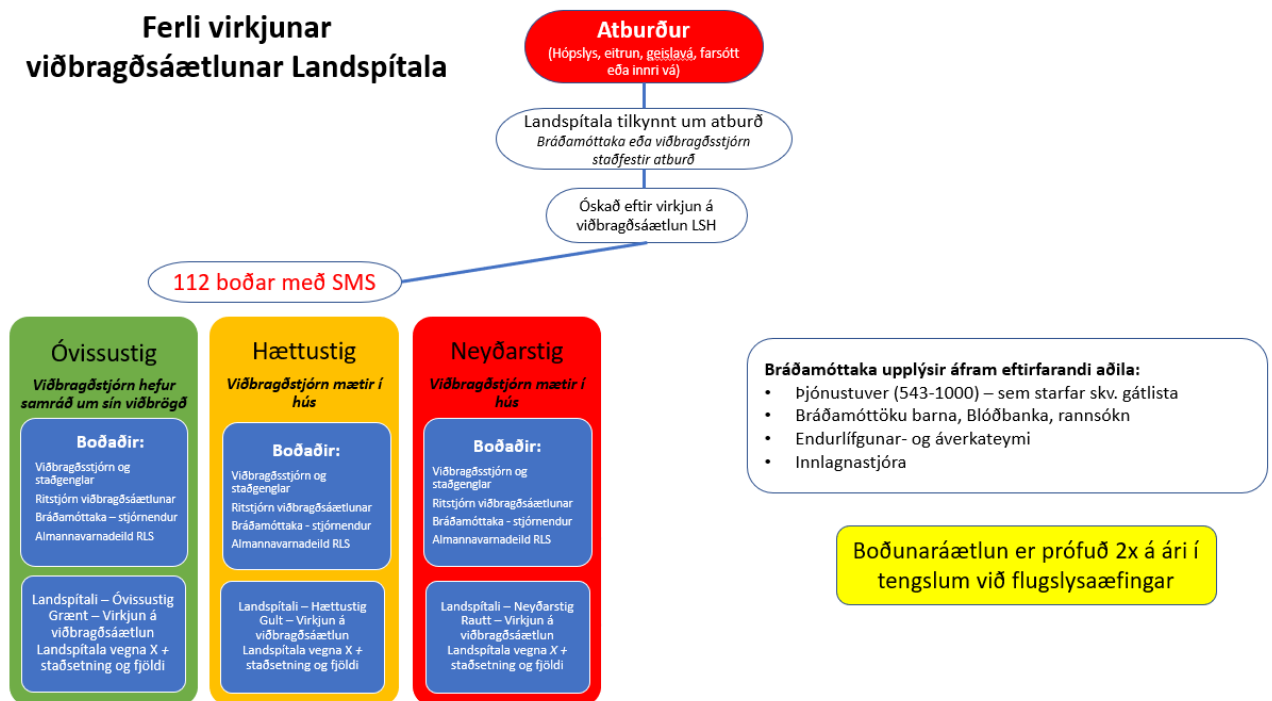 Ferli virkjunar
viðbragðsáætlunar Landspítala
Atburður
(Hópslys, eitrun, geislavá, farsótt
eða innri vá)
Landspítala tilkynnt um atburð
Bráðamóttaka eða viðbragðsstjórn
staðfestir atburð
Óskað eftir virkjun á
viðbragðsáætlun LSH
112 boðar með SMS
Óvissustig
Viðbragðstjórn hefur
samráð um sín viðbrögð
Boðaðir:
Viðbragðsstjórn og
staðgenglar
Ritstjórn viðbragðsáætlunar
Bráðamóttaka – stjórnendur
Almannavarnadeild RLS
Landspítali – Óvissustig
Grænt – Virkjun á
viðbragðsáætlun
Landspítala vegna X +
staðsetning og fjöldi
Hættustig
Viðbragðstjórn mætir í
hús
Boðaðir:
Viðbragðsstjórn og
staðgenglar
Ritstjórn viðbragðsáætlunar
Bráðamóttaka - stjórnendur
Almannavarnadeild RLS
Landspítali – Hættustig
Gult – Virkjun á
viðbragðsáætlun
Landspítala vegna X +
staðsetning og fjöldi
Neyðarstig
Viðbragðstjórn mætir í
hús
Boðaðir:
Viðbragðsstjórn og
staðgenglar
Ritstjórn viðbragðsáætlunar
Bráðamóttaka - stjórnendur
Almannavarnadeild RLS
Landspítali – Neyðarstig
Rautt – Virkjun á
viðbragðsáætlun
Landspítala vegna X +
staðsetning og fjöldi
Bráðamóttaka upplýsir áfram eftirfarandi aðila:
• Þjónustuver (543-1000) – sem starfar skv. gátlista
• Bráðamóttöku barna, Blóðbanka, rannsókn
• Endurlífgunar- og áverkateymi
• Innlagnastjóra
Boðunaráætlun er prófuð 2x á ári í
tengslum við flugslysaæfingar